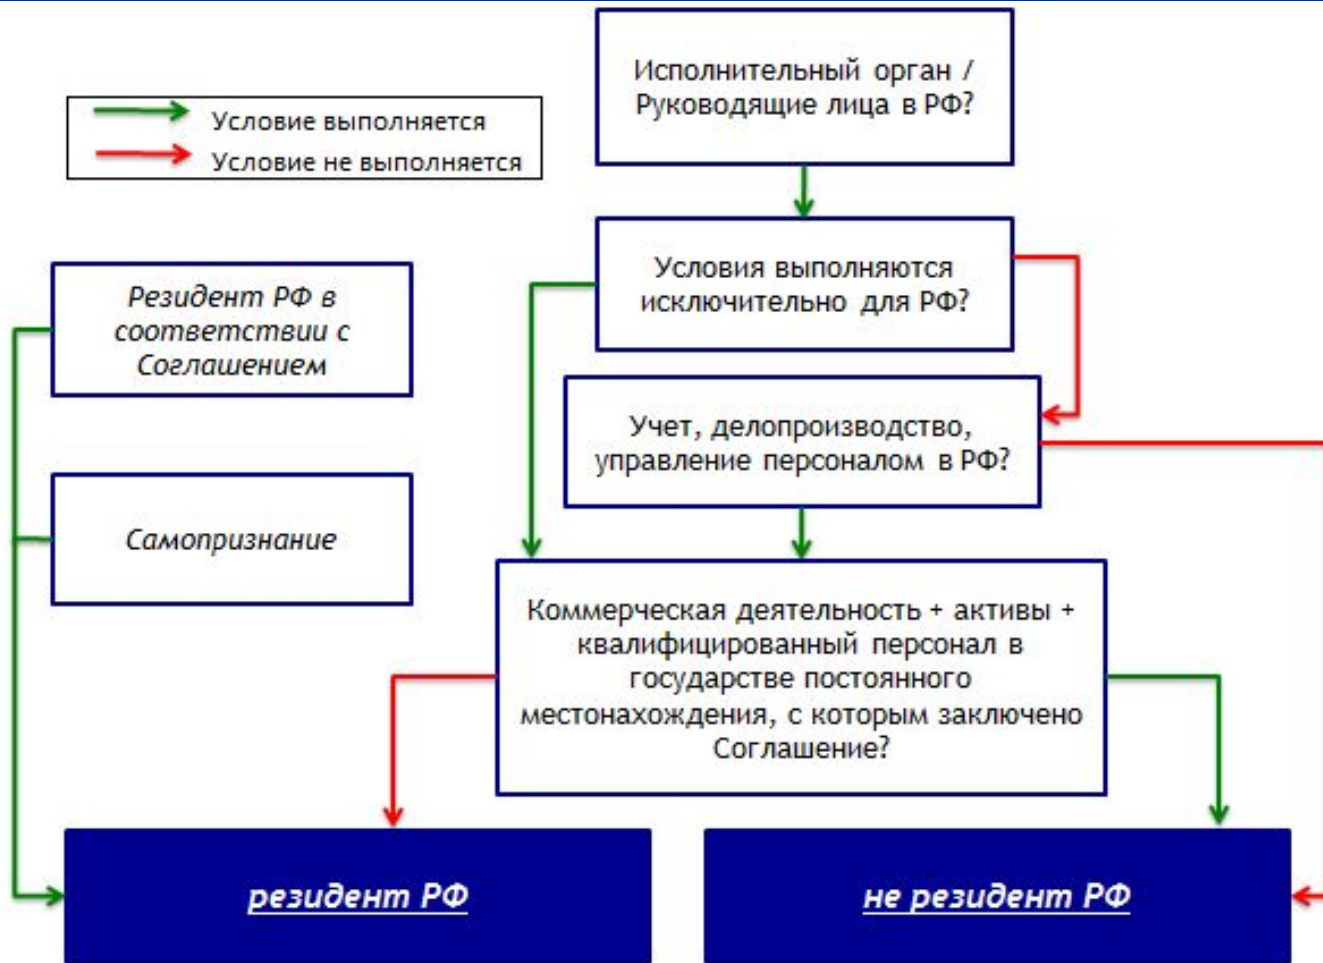 Исполнительный орган /
Руководящие лица в РФ?
Условие выполняется
Условие не выполняется
Условия выполняются
исключительно для РФ?
Резидент РФ в
соответствии с
Соглашением
Учет, делопроизводство,
управление персоналом в РФ?
Самопризнание
Коммерческая деятельность + активы +
квалифицированный персонал в
государстве постоянного
местонахождения, с которым заключено
Соглашение?
резидент РФ
не резидент РФ